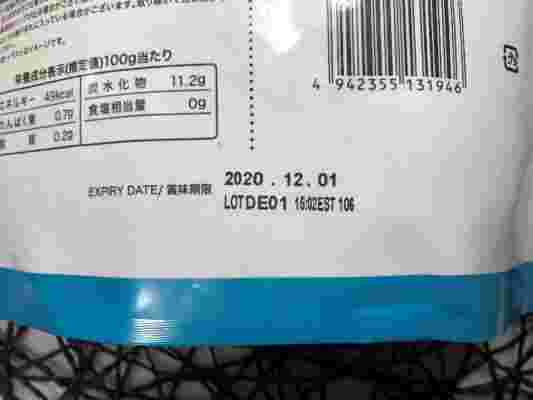 栄養成分表示(推定値)100g当たり
エネルギー 49kcal 炭水化物 11.2g
たんぱく質 0.7g 食塩相当量 0g
脂 質 0.2g
4 942355 131946
EXPIRY DATE/ 賞味期限
2020 . 12. 01
LOTDE01 15:02EST 106